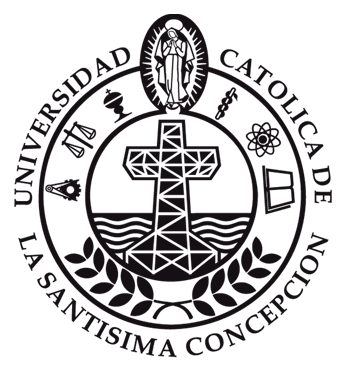 UNIVERSIDAD CATOLICA DE
LA SANTISIMA CONCEPCION